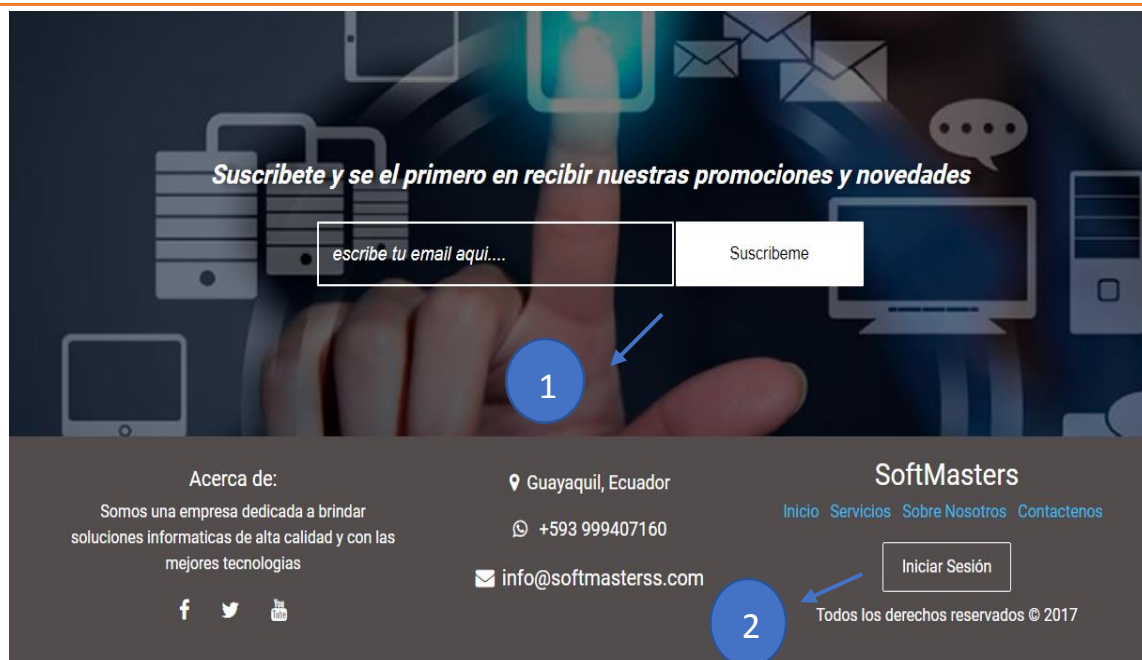 Suscribete y se el primero en recibir nuestras promociones y novedades
escribe tu email aqui....
Suscribeme
1
Acerca de:
Somos una empresa dedicada a brindar
soluciones informaticas de alta calidad y con las
mejores tecnologias
You
Tube
Guayaquil, Ecuador
+593 999407160
info@softmasterss.com
SoftMasters
Inicio Servicios Sobre Nosotros Contactenos
Iniciar Sesión
2
Todos los derechos reservados © 2017